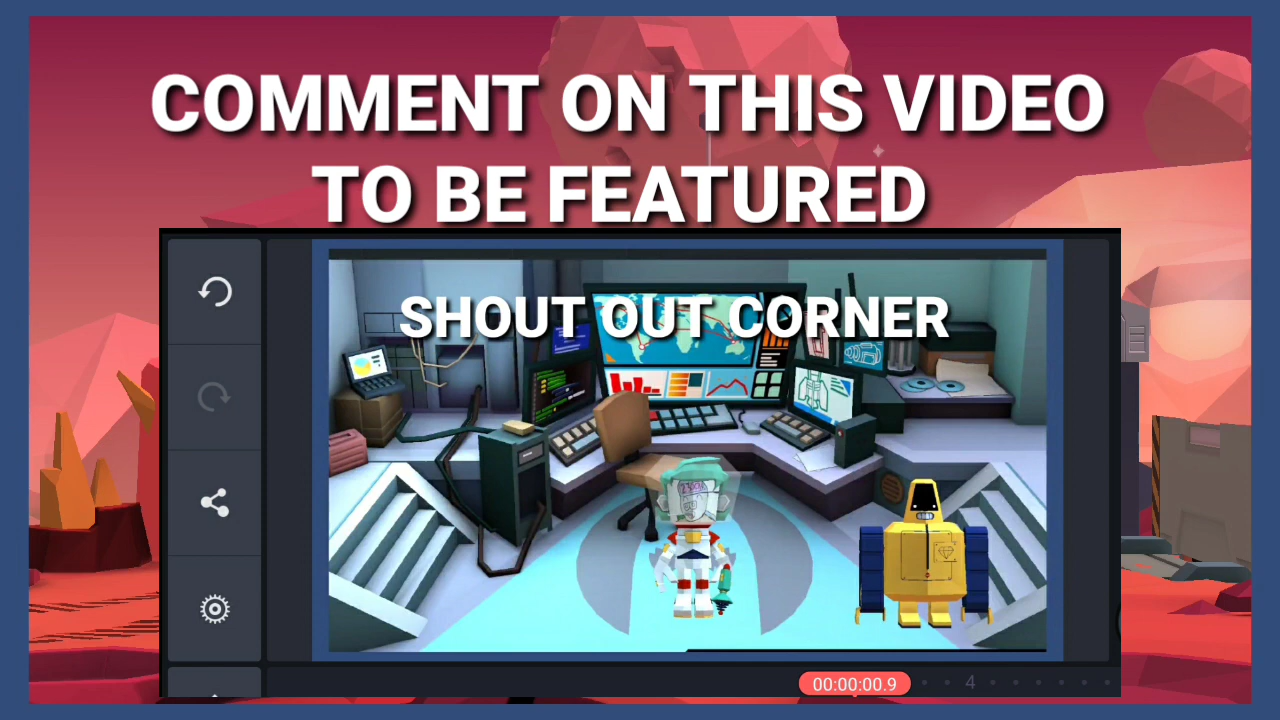 COMMENT ON THIS VIDEO
TO BE FEATURED
SHOUT OUT CORNER
00:00:00.9
4